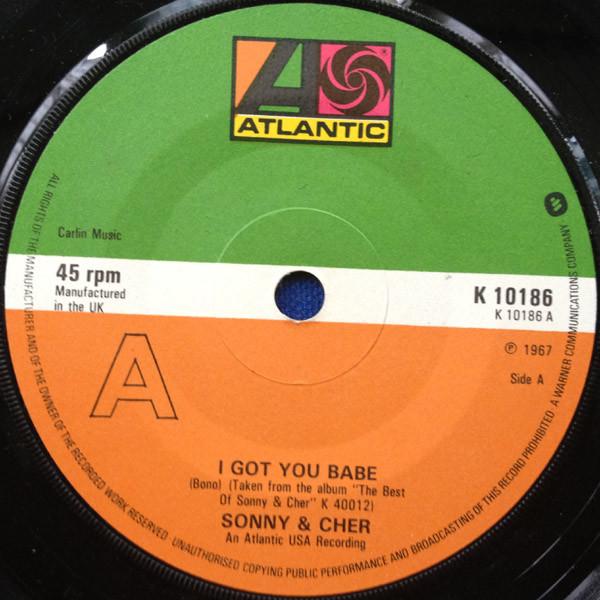 ATLANTIC
Carlin Music
45 rpm
Manufactured
in the UK
K 10186
K 10186 A
℗ 1967
Side A
A
I GOT YOU BABE
(Bono) (Taken from the album "The Best
Of Sonny & Cher" K 40012)
SONNY & CHER
An Atlantic USA Recording
ALL RIGHTS OF THE MANUFACTURER AND OF THE OWNER OF THE RECORDED WORK RESERVED. UNAUTHORISED COPYING PUBLIC PERFORMANCE AND BROADCASTING OF THIS RECORD PROHIBITED A WARNER COMMUNICATIONS COMPANY